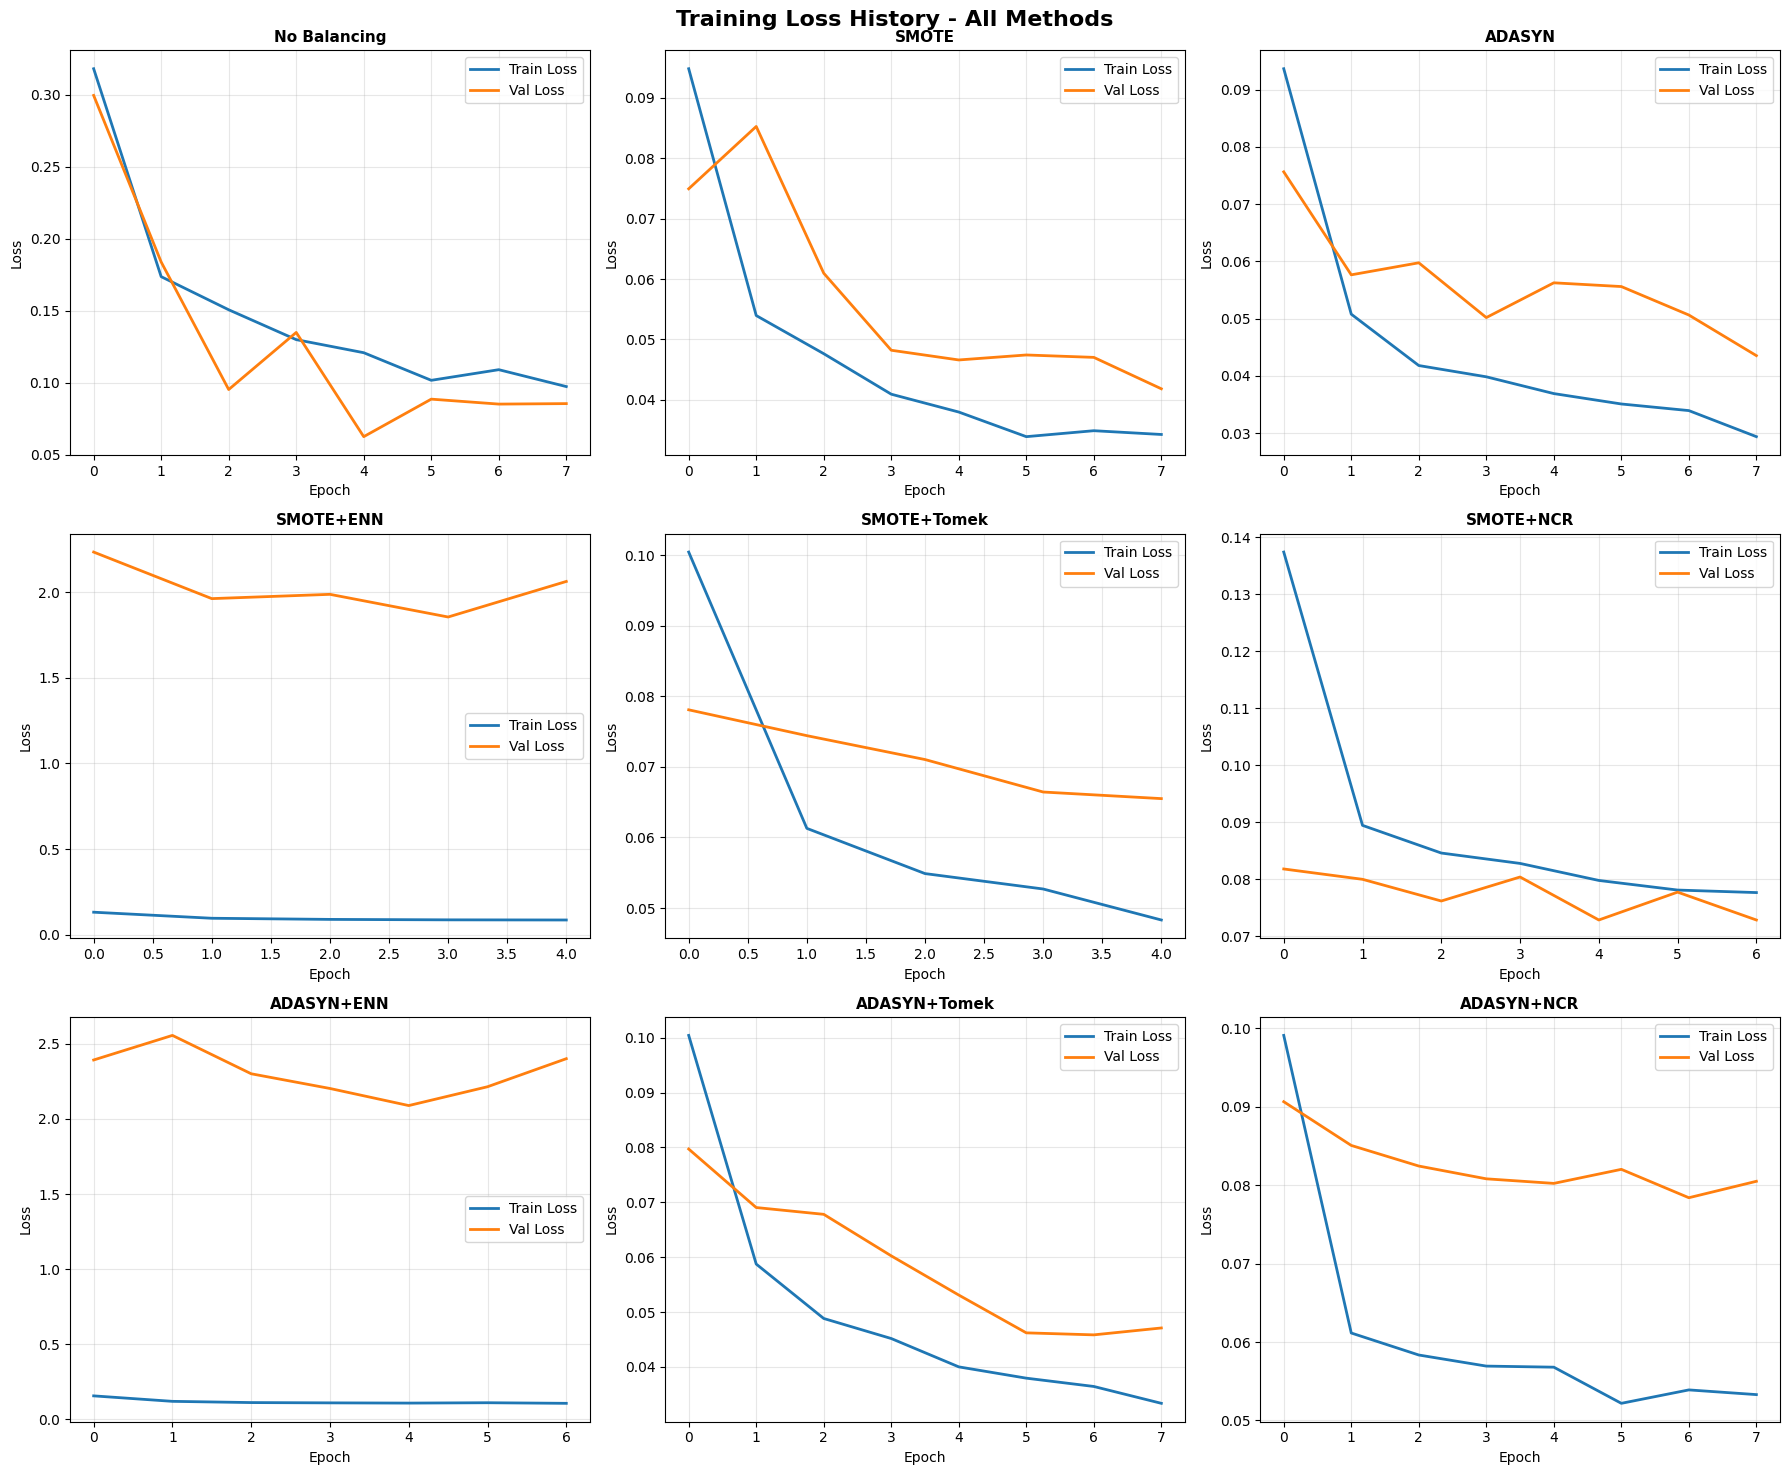 Training Loss History - All Methods
No Balancing
Train Loss
Val Loss
0.30
0.25
0.20
0.15
0.10
0.05
Loss
0 1 2 3 4 5 6 7
Epoch
SMOTE
Train Loss
Val Loss
0.09
0.08
0.07
0.06
0.05
0.04
Loss
0 1 2 3 4 5 6 7
Epoch
ADASYN
Train Loss
Val Loss
0.09
0.08
0.07
0.06
0.05
0.04
0.03
Loss
0 1 2 3 4 5 6 7
Epoch
SMOTE+ENN
Train Loss
Val Loss
2.0
1.5
1.0
0.5
0.0
Loss
0.0 0.5 1.0 1.5 2.0 2.5 3.0 3.5 4.0
Epoch
SMOTE+Tomek
Train Loss
Val Loss
0.10
0.09
0.08
0.07
0.06
0.05
Loss
0.0 0.5 1.0 1.5 2.0 2.5 3.0 3.5 4.0
Epoch
SMOTE+NCR
Train Loss
Val Loss
0.14
0.13
0.12
0.11
0.10
0.09
0.08
0.07
Loss
0 1 2 3 4 5 6
Epoch
ADASYN+ENN
Train Loss
Val Loss
2.5
2.0
1.5
1.0
0.5
0.0
Loss
0 1 2 3 4 5 6
Epoch
ADASYN+Tomek
Train Loss
Val Loss
0.10
0.09
0.08
0.07
0.06
0.05
0.04
Loss
0 1 2 3 4 5 6 7
Epoch
ADASYN+NCR
Train Loss
Val Loss
0.10
0.09
0.08
0.07
0.06
0.05
Loss
0 1 2 3 4 5 6 7
Epoch